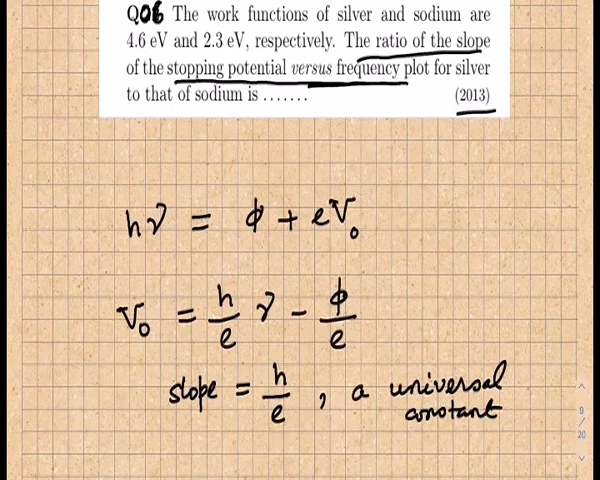 Q06 The work functions of silver and sodium are
4.6 eV and 2.3 eV, respectively. The ratio of the slope
of the stopping potential versus frequency plot for silver
to that of sodium is . . . . . . .
(2013)
hν = ϕ + eV₀
V₀ = h/e ν − ϕ/e
slope = h/e , a universal
constant
9
/
20